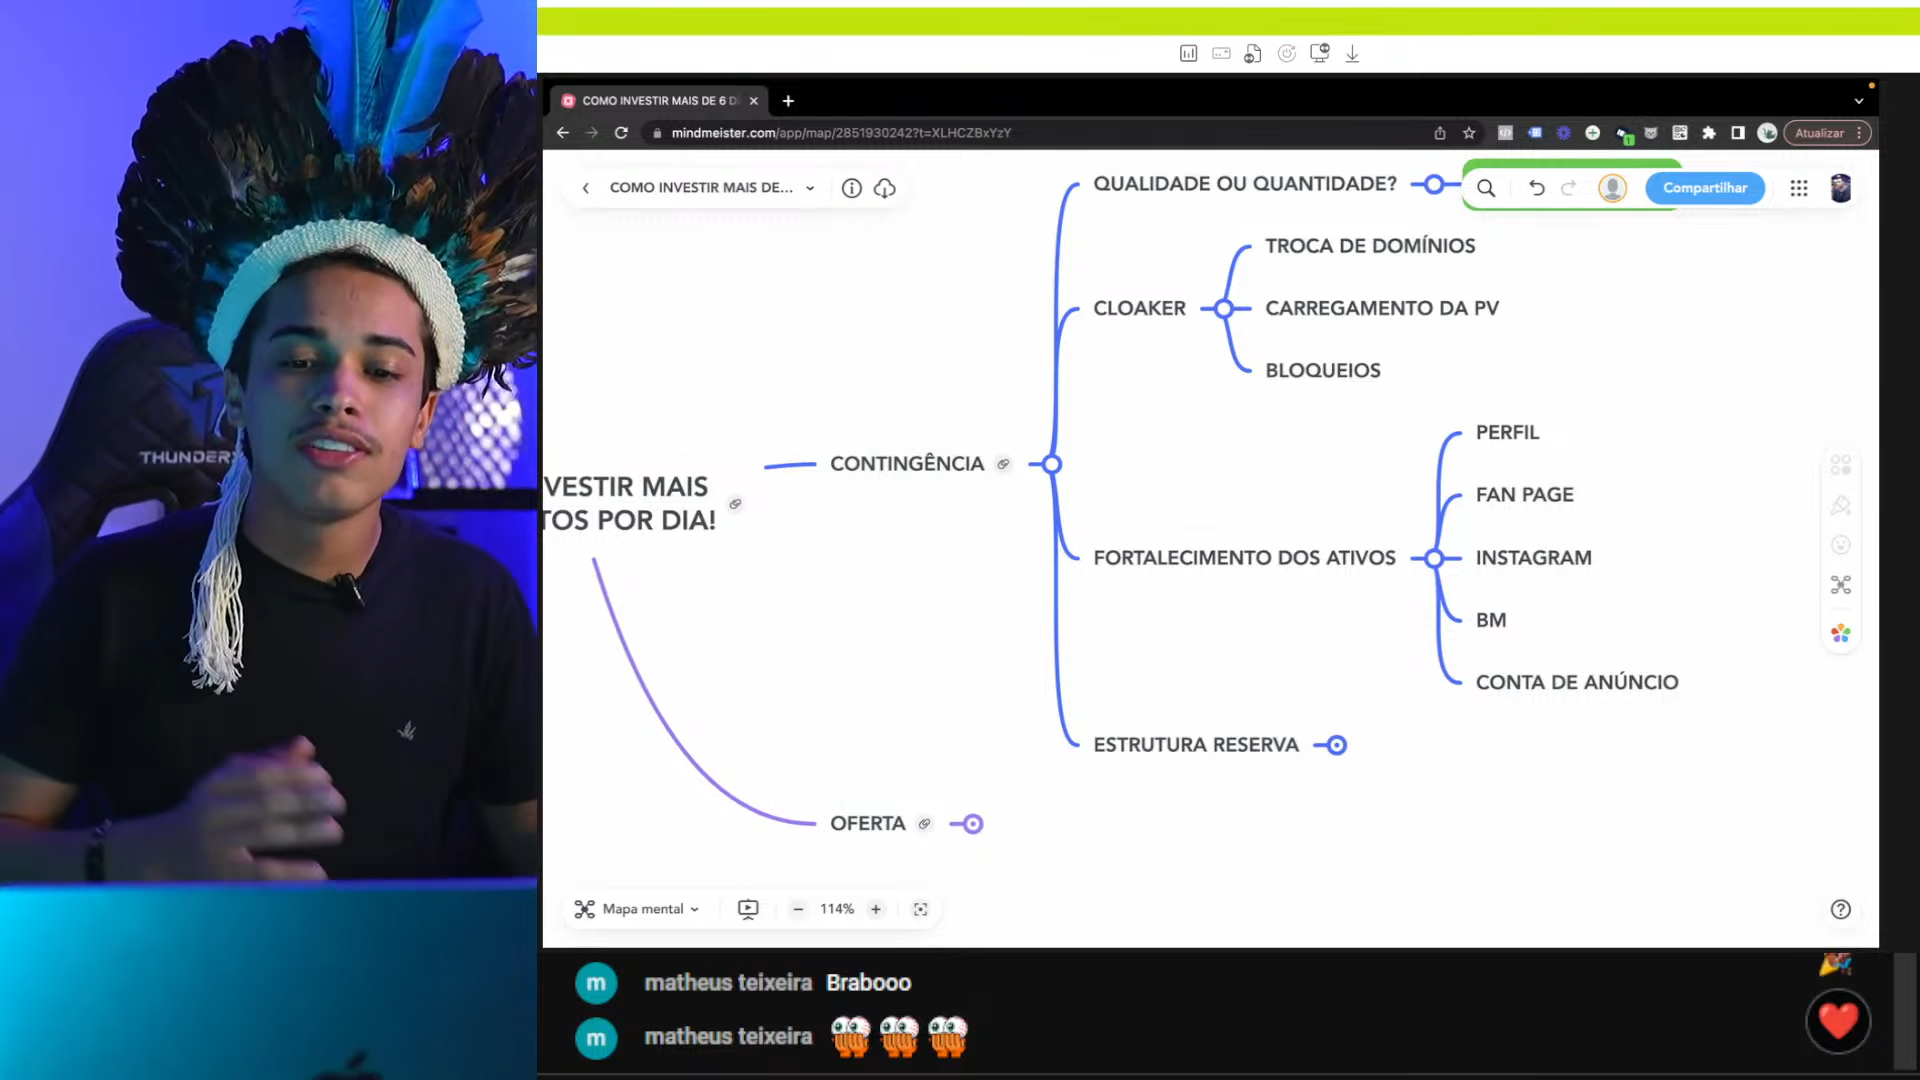 THUNDER
COMO INVESTIR MAIS DE 6 D
mindmeister.com/app/map/2851930242?t=XLHCZBxYzY
Atualizar
COMO INVESTIR MAIS DE...
Compartilhar
QUALIDADE OU QUANTIDADE?
TROCA DE DOMÍNIOS
CLOAKER
CARREGAMENTO DA PV
BLOQUEIOS
PERFIL
CONTINGÊNCIA
VESTIR MAIS
TOS POR DIA!
FAN PAGE
FORTALECIMENTO DOS ATIVOS
INSTAGRAM
BM
CONTA DE ANÚNCIO
ESTRUTURA RESERVA
OFERTA
Mapa mental
114%
m matheus teixeira Brabooo
m matheus teixeira